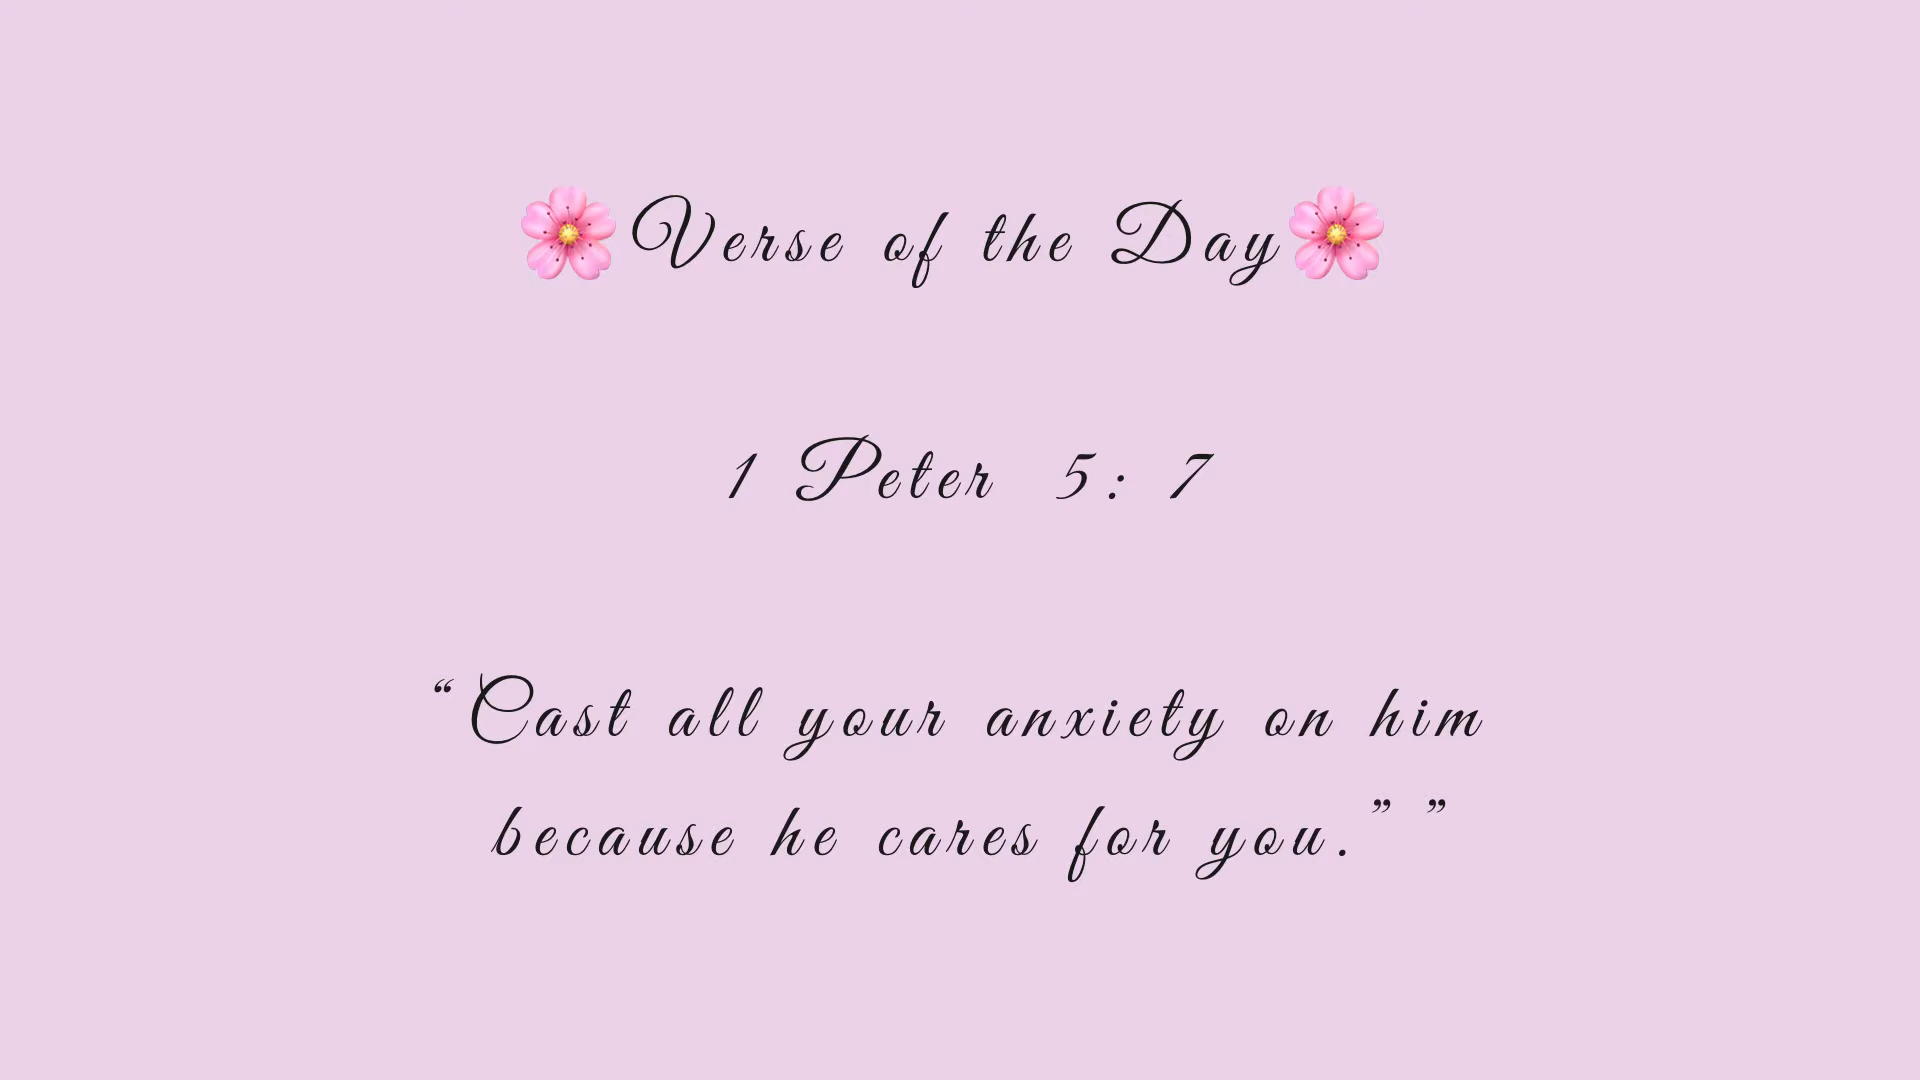 🌸Verse of the Day🌸
1 Peter 5: 7
“Cast all your anxiety on him
because he cares for you.” ”